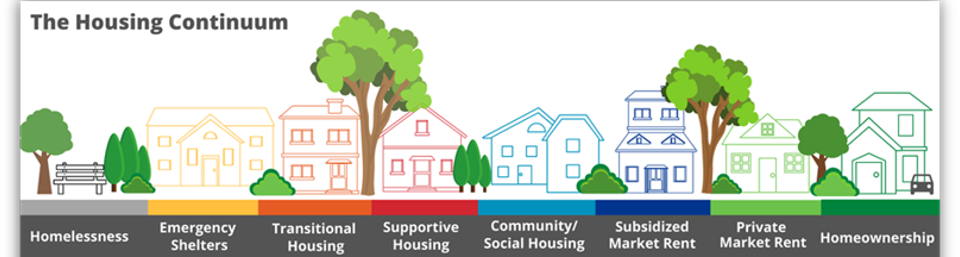 The Housing Continuum
Homelessness
Emergency
Shelters
Transitional
Housing
Supportive
Housing
Community/
Social Housing
Subsidized
Market Rent
Private
Market Rent
Homeownership